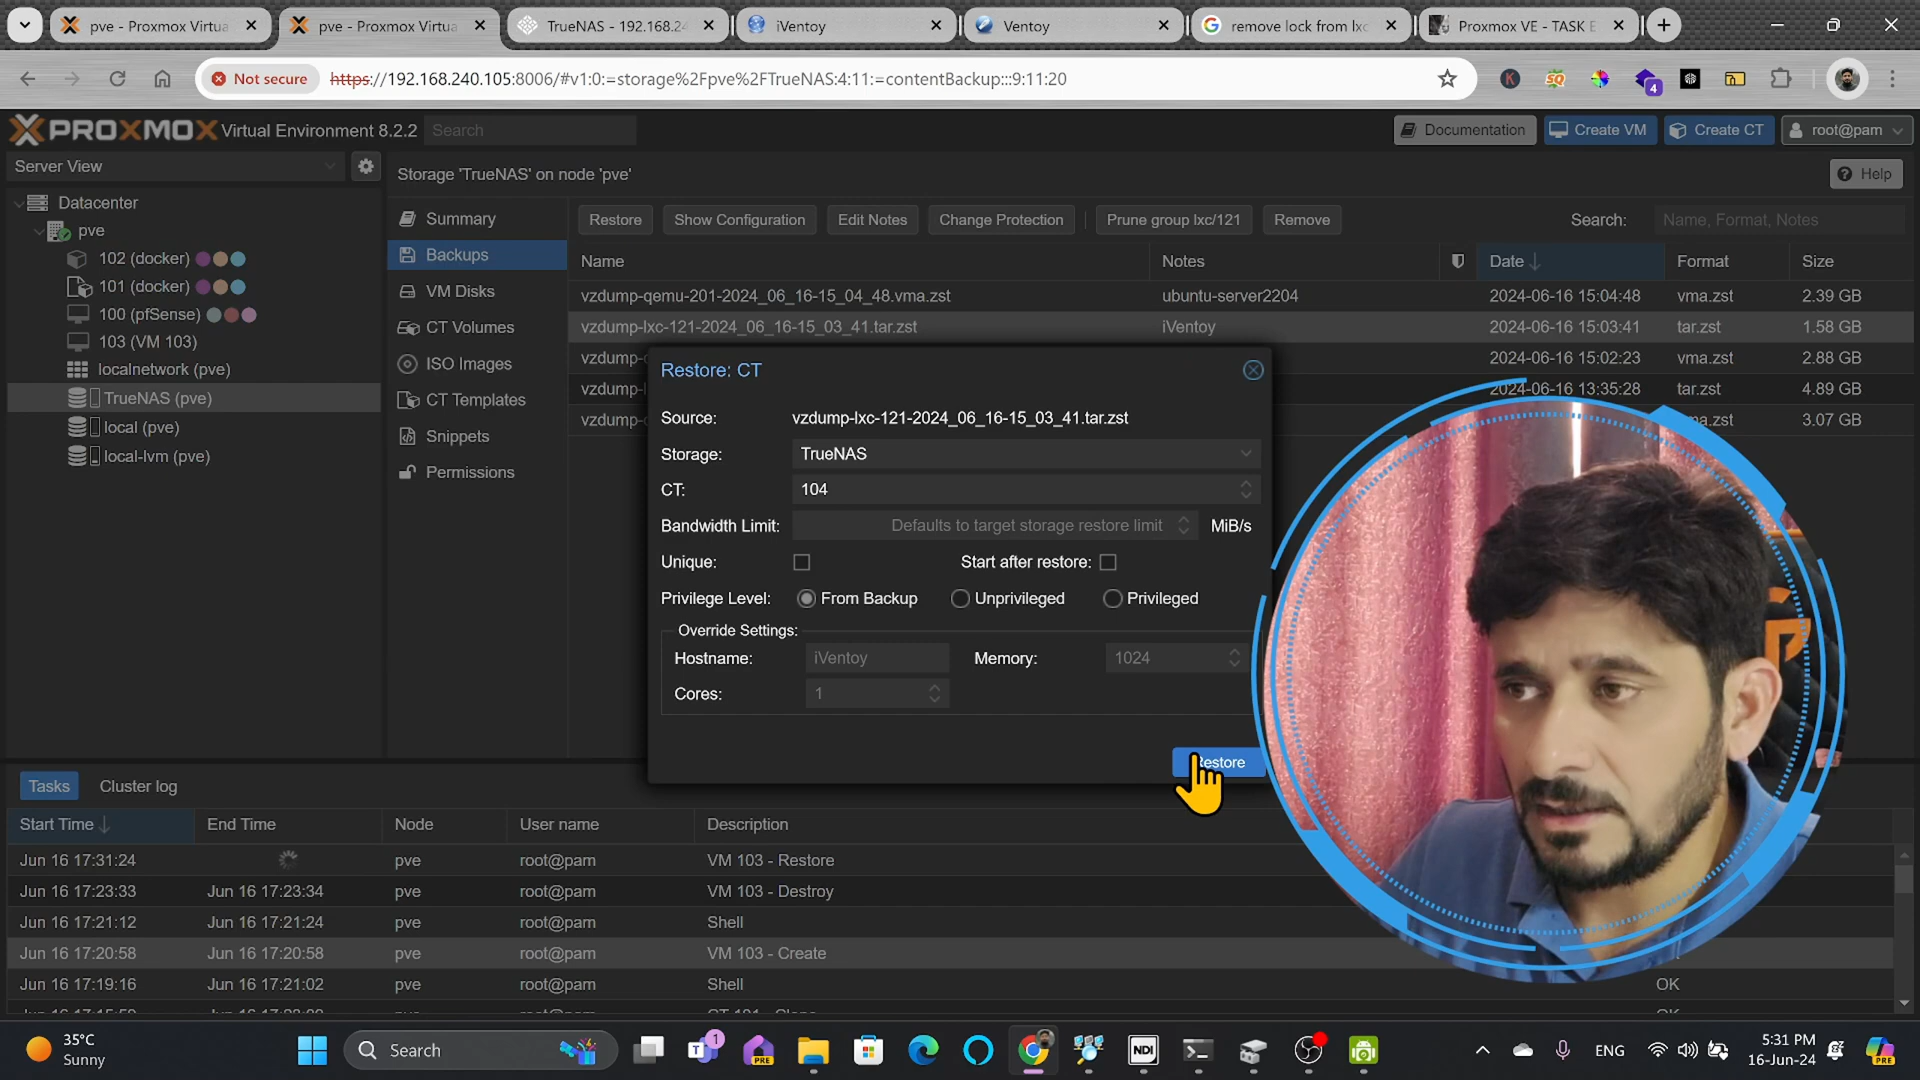 pve - Proxmox Virtua
pve - Proxmox Virtua
TrueNAS - 192.168.24
iVentoy
Ventoy
remove lock from lxc
Proxmox VE - TASK E
Not secure
https://192.168.240.105:8006/#v1:0:=storage%2Fpve%2FTrueNAS:4:11:=contentBackup:::9:11:20
4
PROXMOX Virtual Environment 8.2.2
Search
Documentation
Create VM
Create CT
root@pam
Server View
Storage 'TrueNAS' on node 'pve'
Help
Datacenter
pve
102 (docker)
101 (docker)
100 (pfSense)
103 (VM 103)
localnetwork (pve)
TrueNAS (pve)
local (pve)
local-lvm (pve)
Summary
Backups
VM Disks
CT Volumes
ISO Images
CT Templates
Snippets
Permissions
Restore
Show Configuration
Edit Notes
Change Protection
Prune group lxc/121
Remove
Search:
Name, Format, Notes
Name
Notes
Date
Format
Size
vzdump-qemu-201-2024_06_16-15_04_48.vma.zst ubuntu-server2204 2024-06-16 15:04:48 vma.zst 2.39 GB
vzdump-lxc-121-2024_06_16-15_03_41.tar.zst iVentoy 2024-06-16 15:03:41 tar.zst 1.58 GB
vzdump- 2024-06-16 15:02:23 vma.zst 2.88 GB
vzdump-l 2024-06-16 13:35:28 tar.zst 4.89 GB
vzdump- ma.zst 3.07 GB
Restore: CT
Source: vzdump-lxc-121-2024_06_16-15_03_41.tar.zst
Storage: TrueNAS
CT: 104
Bandwidth Limit: Defaults to target storage restore limit MiB/s
Unique:
Start after restore:
Privilege Level: From Backup Unprivileged Privileged
Override Settings:
Hostname: iVentoy Memory: 1024
Cores: 1
estore
Tasks
Cluster log
Start Time End Time Node User name Description
Jun 16 17:31:24 pve root@pam VM 103 - Restore
Jun 16 17:23:33 Jun 16 17:23:34 pve root@pam VM 103 - Destroy
Jun 16 17:21:12 Jun 16 17:21:24 pve root@pam Shell
Jun 16 17:20:58 Jun 16 17:20:58 pve root@pam VM 103 - Create
Jun 16 17:19:16 Jun 16 17:21:02 pve root@pam Shell OK
35°C
Sunny
Search
1
PRE
NDI
ENG
5:31 PM
16-Jun-24
PRE